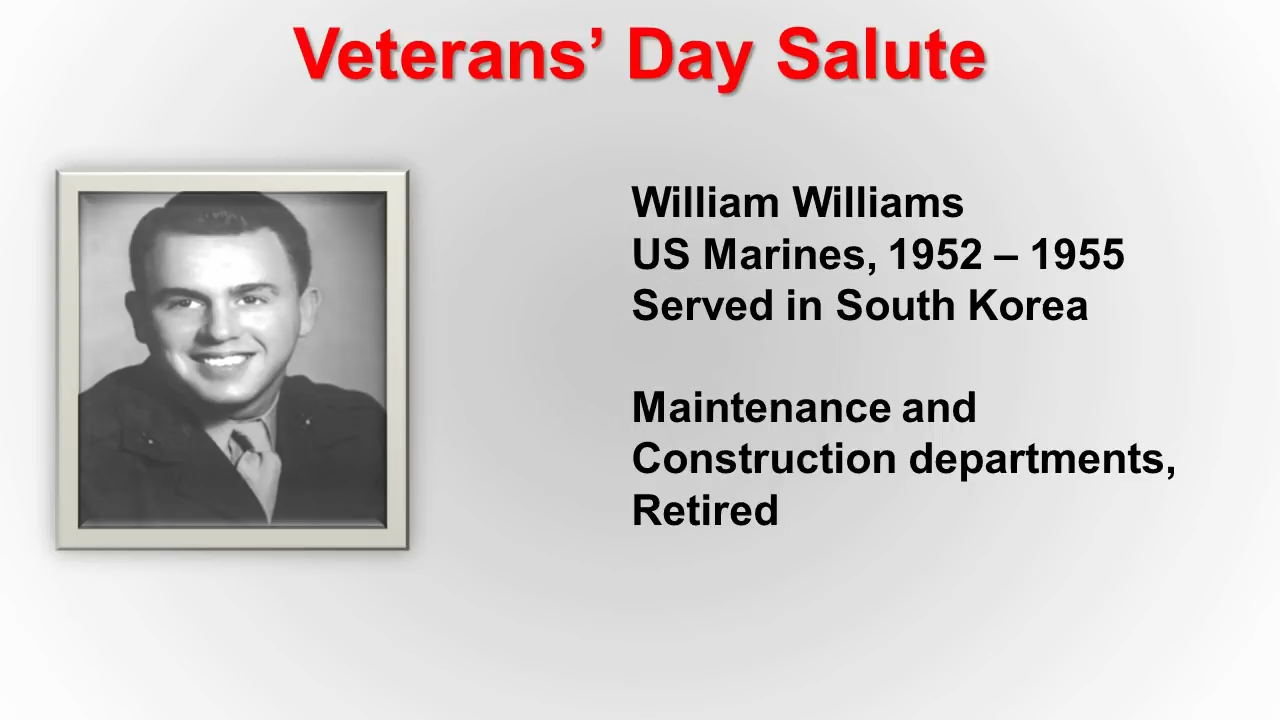 Veterans’ Day Salute
William Williams
US Marines, 1952 – 1955
Served in South Korea
Maintenance and
Construction departments,
Retired